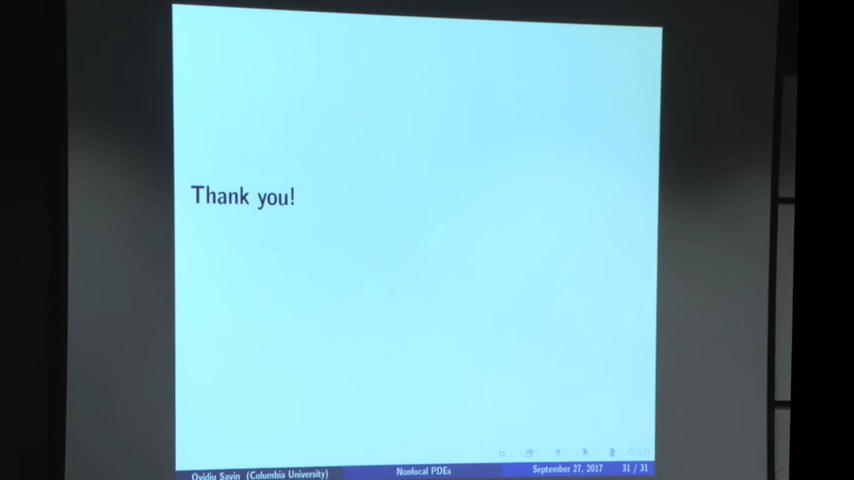 Thank you!
Ovidiu Savin (Columbia University) Nonlocal PDEs September 27, 2017 31 / 31